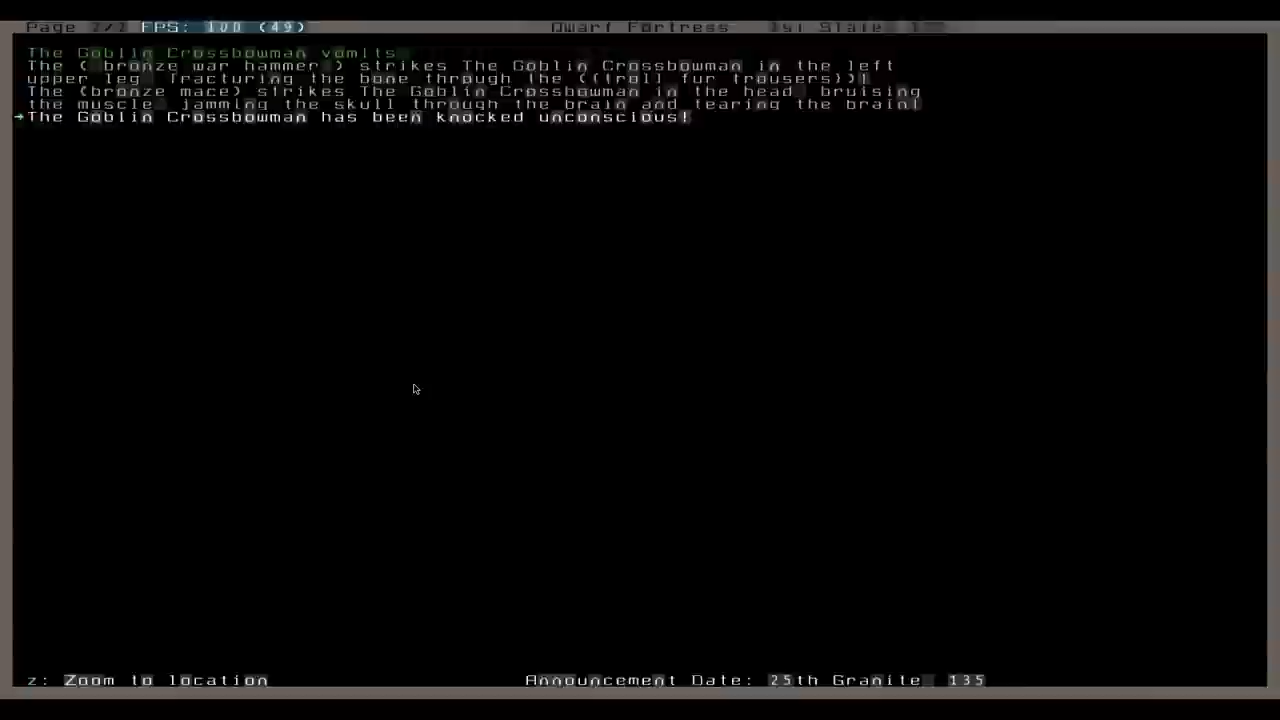 Page 2/2 FPS: 100 (49) Dwarf Fortress
The Goblin Crossbowman vomits
The ( bronze war hammer ) strikes The Goblin Crossbowman in the left
upper leg fracturing the bone through the ((troll fur trousers))!
The (bronze mace) strikes The Goblin Crossbowman in the head bruising
the muscle jamming the skull through the brain and tearing the brain!
→The Goblin Crossbowman has been knocked unconscious!
z: Zoom to location Announcement Date: 25th Granite 135